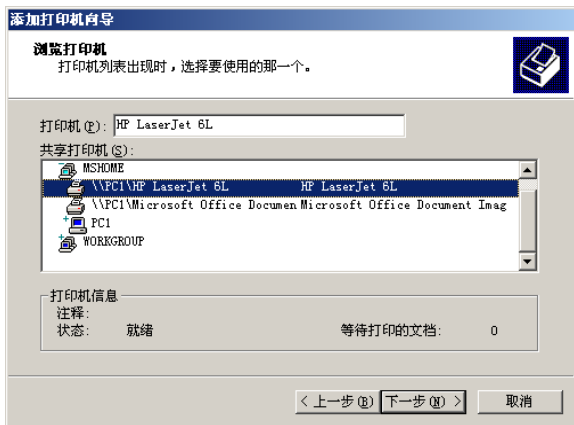 添加打印机向导
浏览打印机
打印机列表出现时，选择要使用的那一个。
打印机(P): HP LaserJet 6L
共享打印机(S):
MSHOME
\\PC1\HP LaserJet 6L HP LaserJet 6L
\\PC1\Microsoft Office Documen Microsoft Office Document Imag
PC1
WORKGROUP
打印机信息
注释:
状态: 就绪 等待打印的文档: 0
< 上一步(B) 下一步(N) > 取消